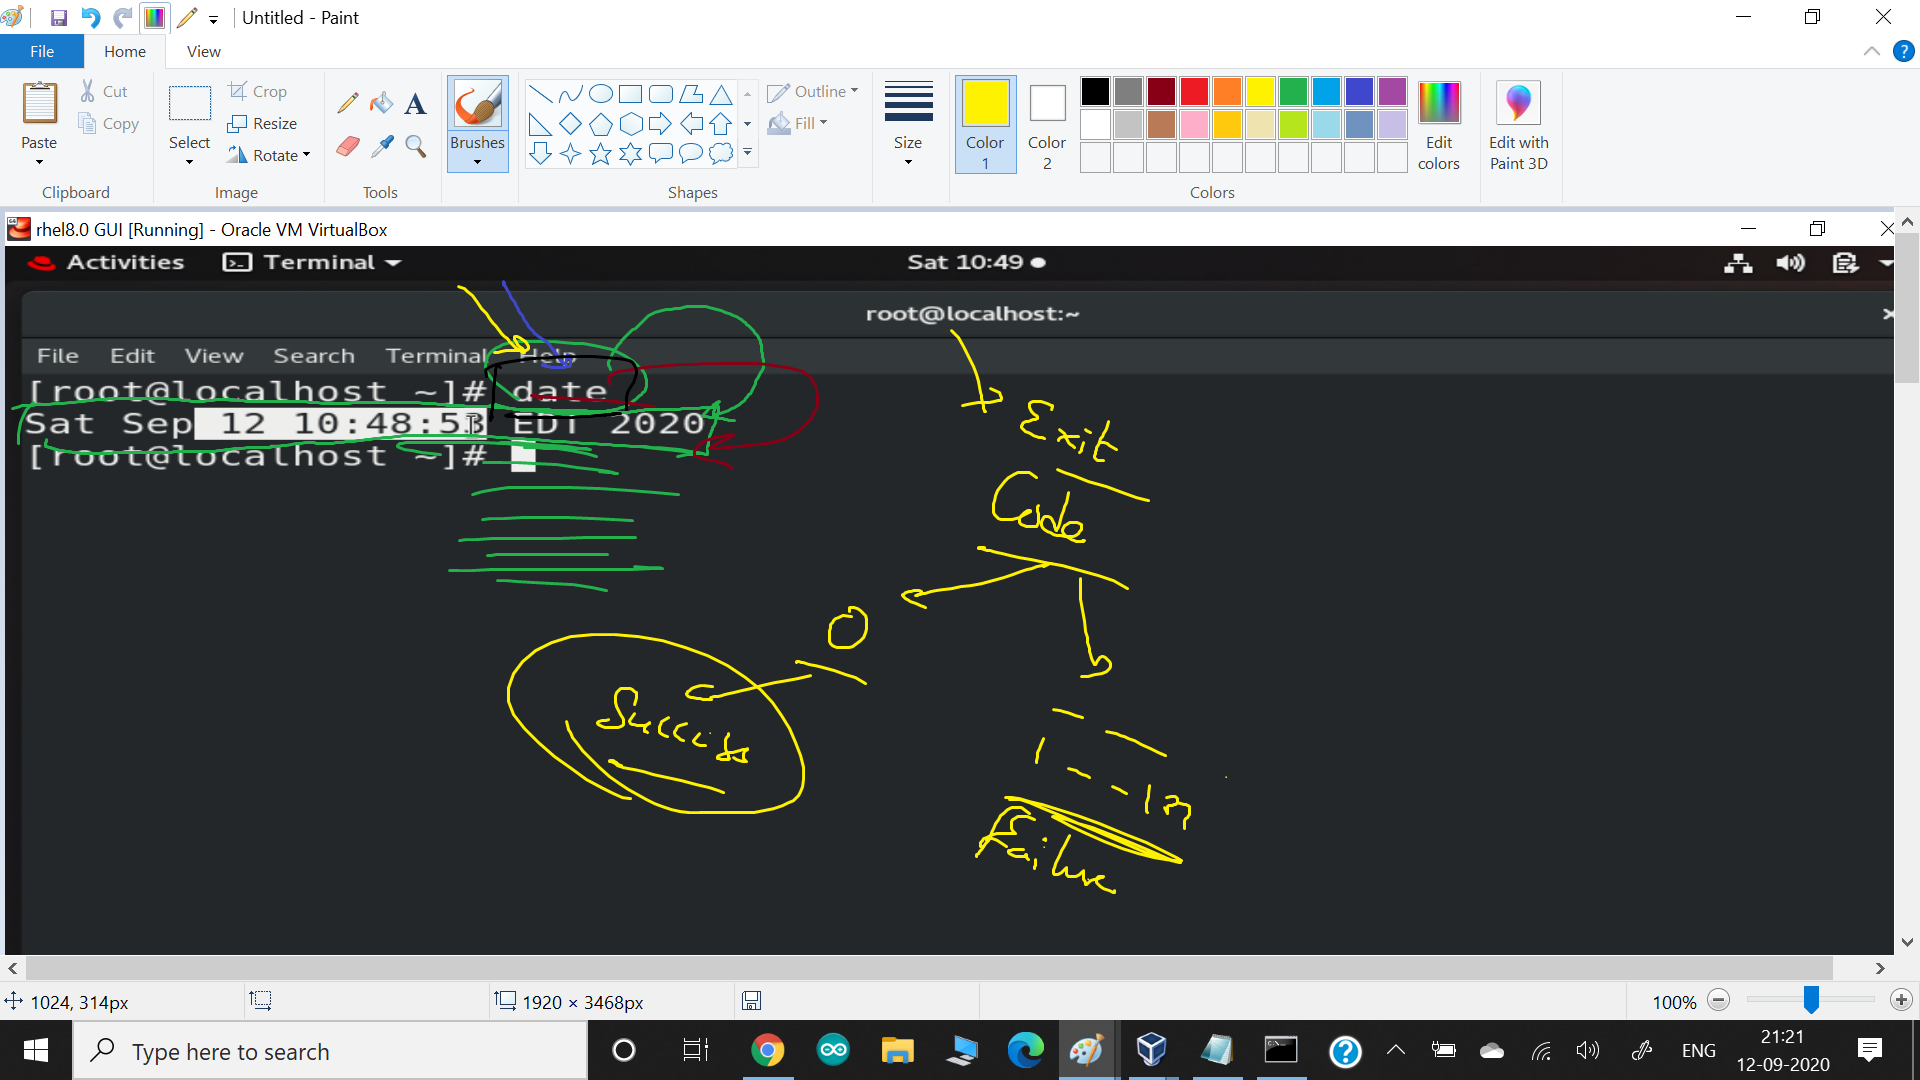 Untitled - Paint
File Home View
Paste
Cut
Copy
Clipboard
Select
Crop
Resize
Rotate
Image
A
Tools
Brushes
Shapes
Outline
Fill
Size
Color 1
Color 2
Colors
Edit colors
Edit with Paint 3D
rhel8.0 GUI [Running] - Oracle VM VirtualBox
Activities Terminal Sat 10:49
root@localhost:~
File Edit View Search Terminal Help
[root@localhost ~]# date
Sat Sep 12 10:48:53 EDT 2020
[root@localhost ~]#
Exit
Code
0
Success
1 - -
Failure
1024, 314px
1920 × 3468px
100%
Type here to search
ENG
21:21
12-09-2020